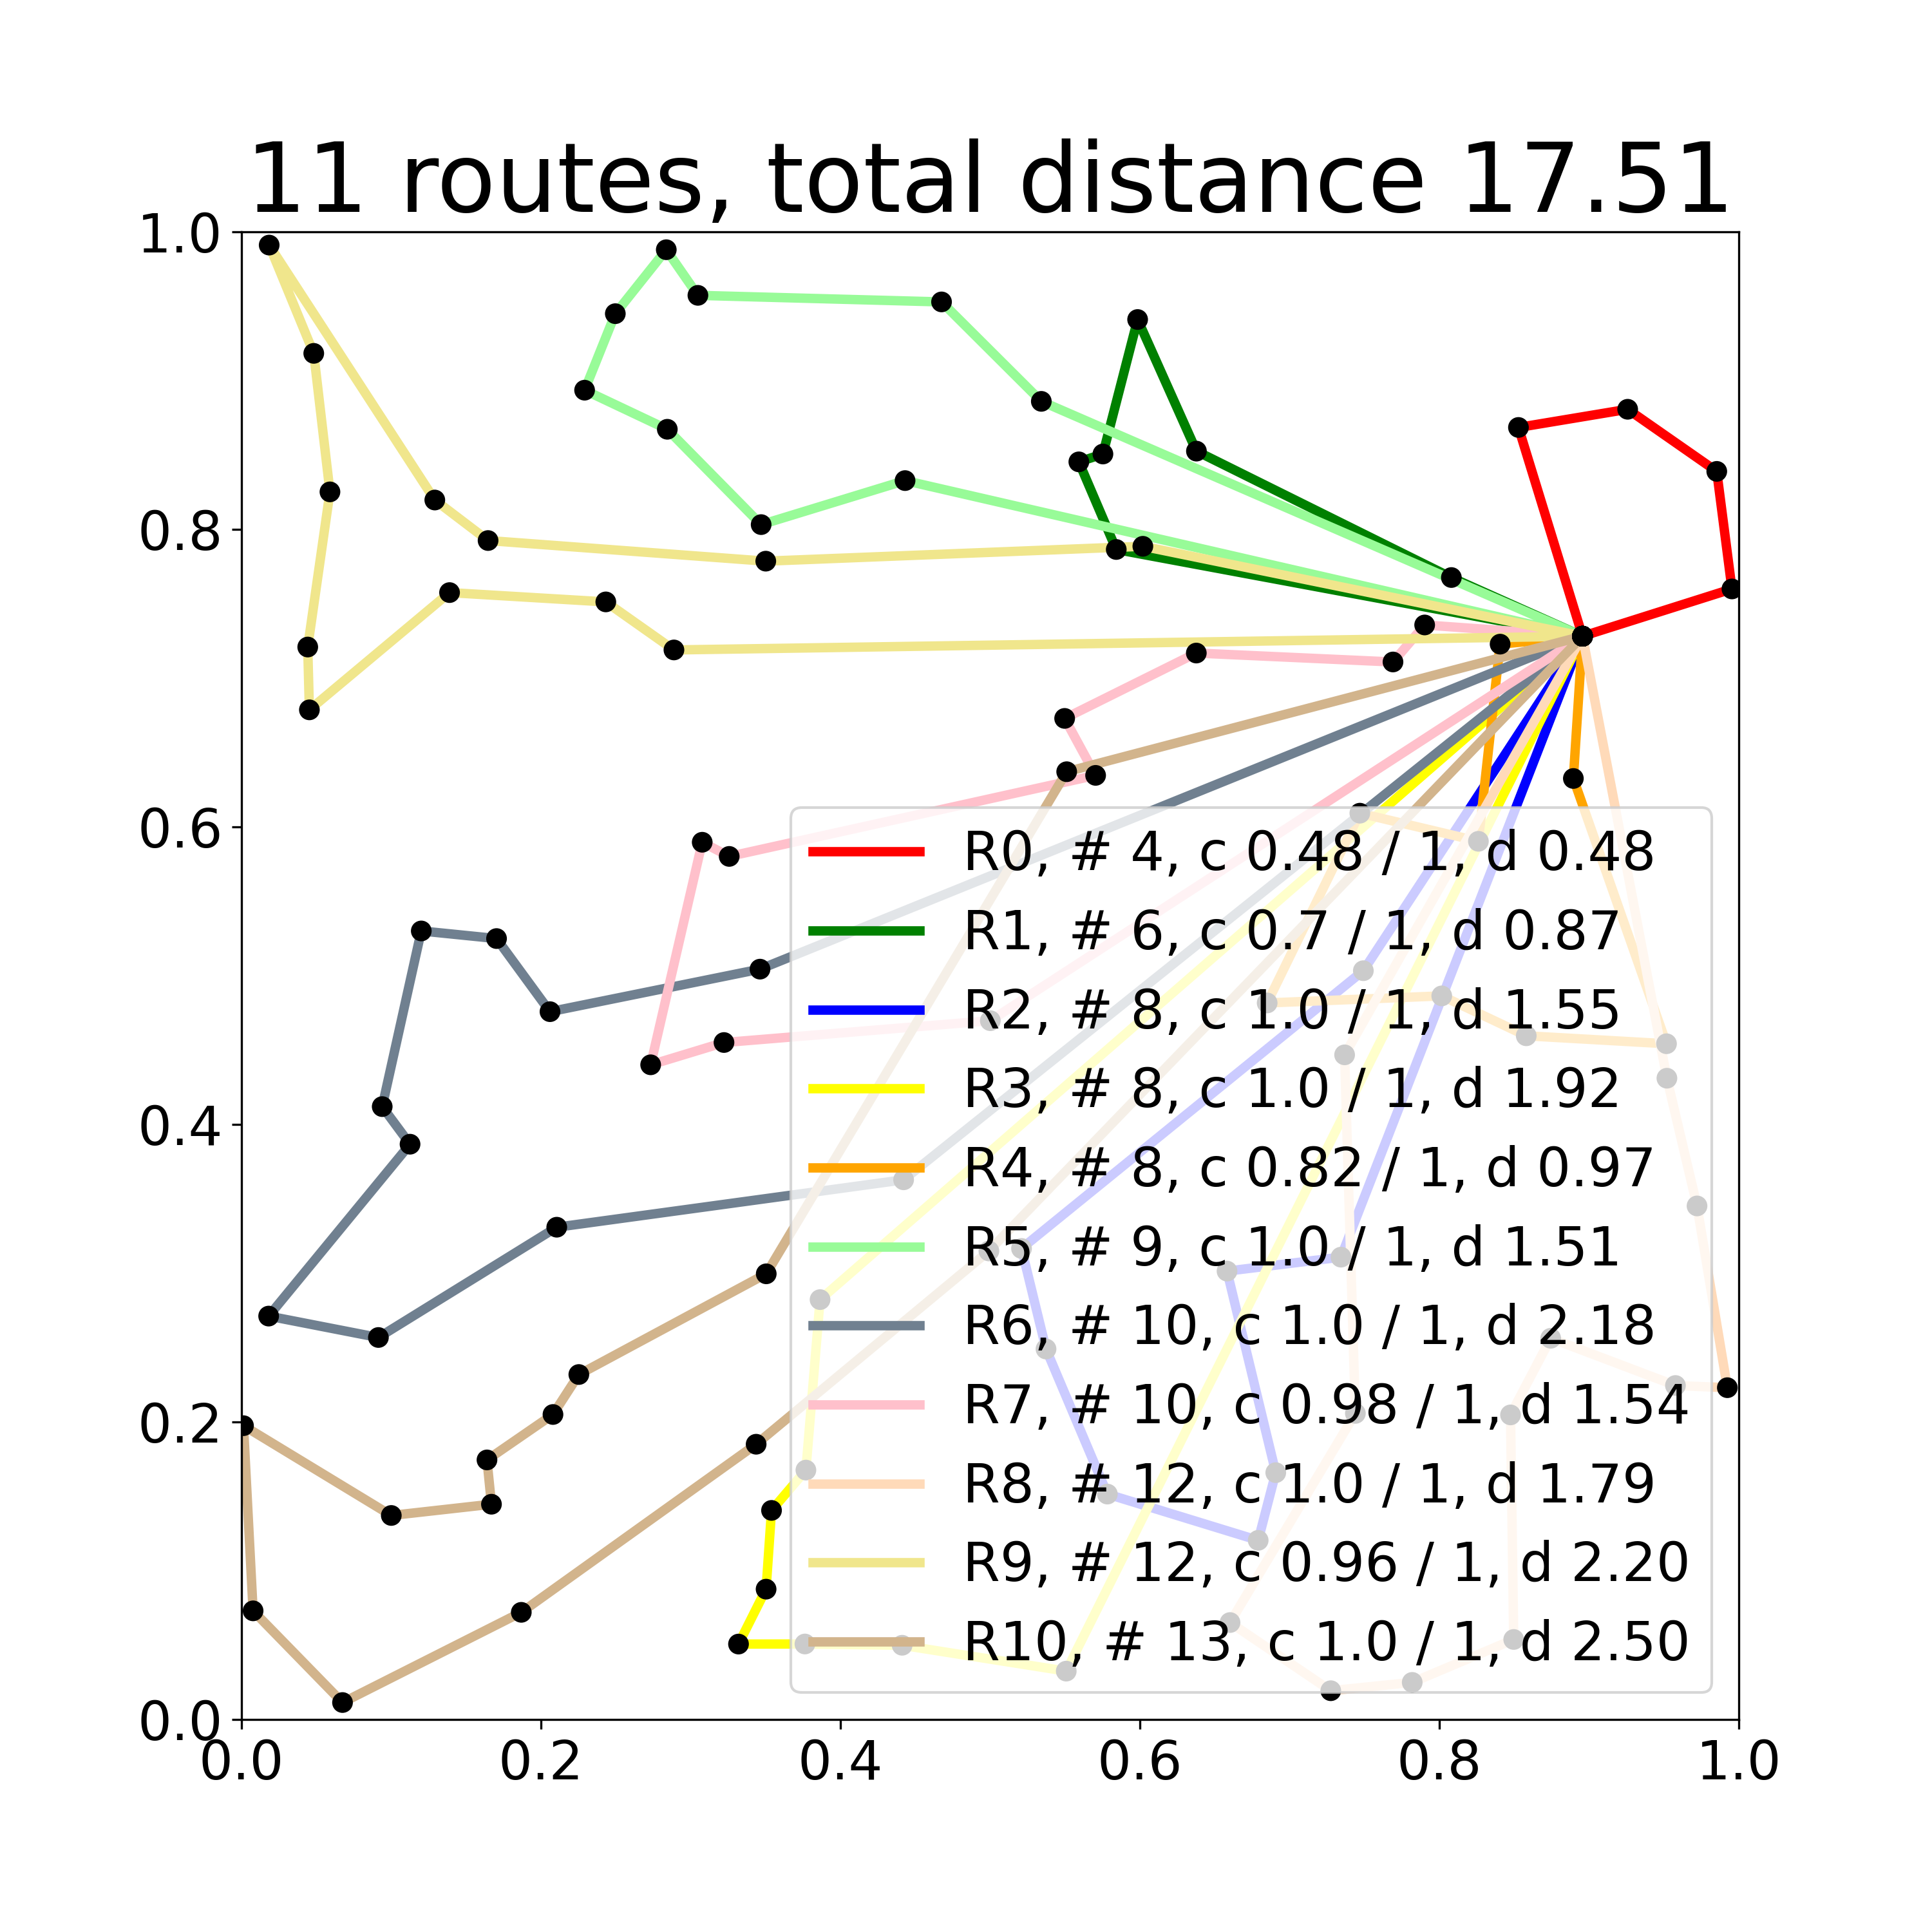 11 routes, total distance 17.51
1.0
0.8
0.6
0.4
0.2
0.0
0.0 0.2 0.4 0.6 0.8 1.0
R0, # 4, c 0.48 / 1, d 0.48
R1, # 6, c 0.7 / 1, d 0.87
R2, # 8, c 1.0 / 1, d 1.55
R3, # 8, c 1.0 / 1, d 1.92
R4, # 8, c 0.82 / 1, d 0.97
R5, # 9, c 1.0 / 1, d 1.51
R6, # 10, c 1.0 / 1, d 2.18
R7, # 10, c 0.98 / 1, d 1.54
R8, # 12, c 1.0 / 1, d 1.79
R9, # 12, c 0.96 / 1, d 2.20
R10, # 13, c 1.0 / 1, d 2.50